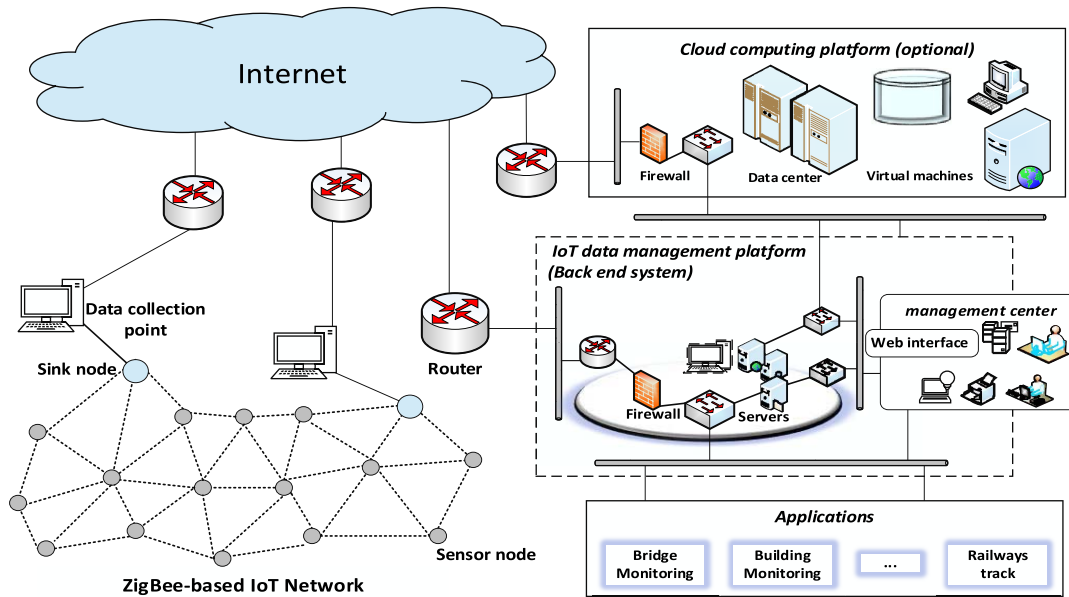 Internet
Cloud computing platform (optional)
Firewall
Data center
Virtual machines
IoT data management platform
(Back end system)
management center
Web interface
Data collection
point
Sink node
Router
Firewall
Servers
Sensor node
ZigBee-based IoT Network
Applications
Bridge
Monitoring
Building
Monitoring
...
Railways
track